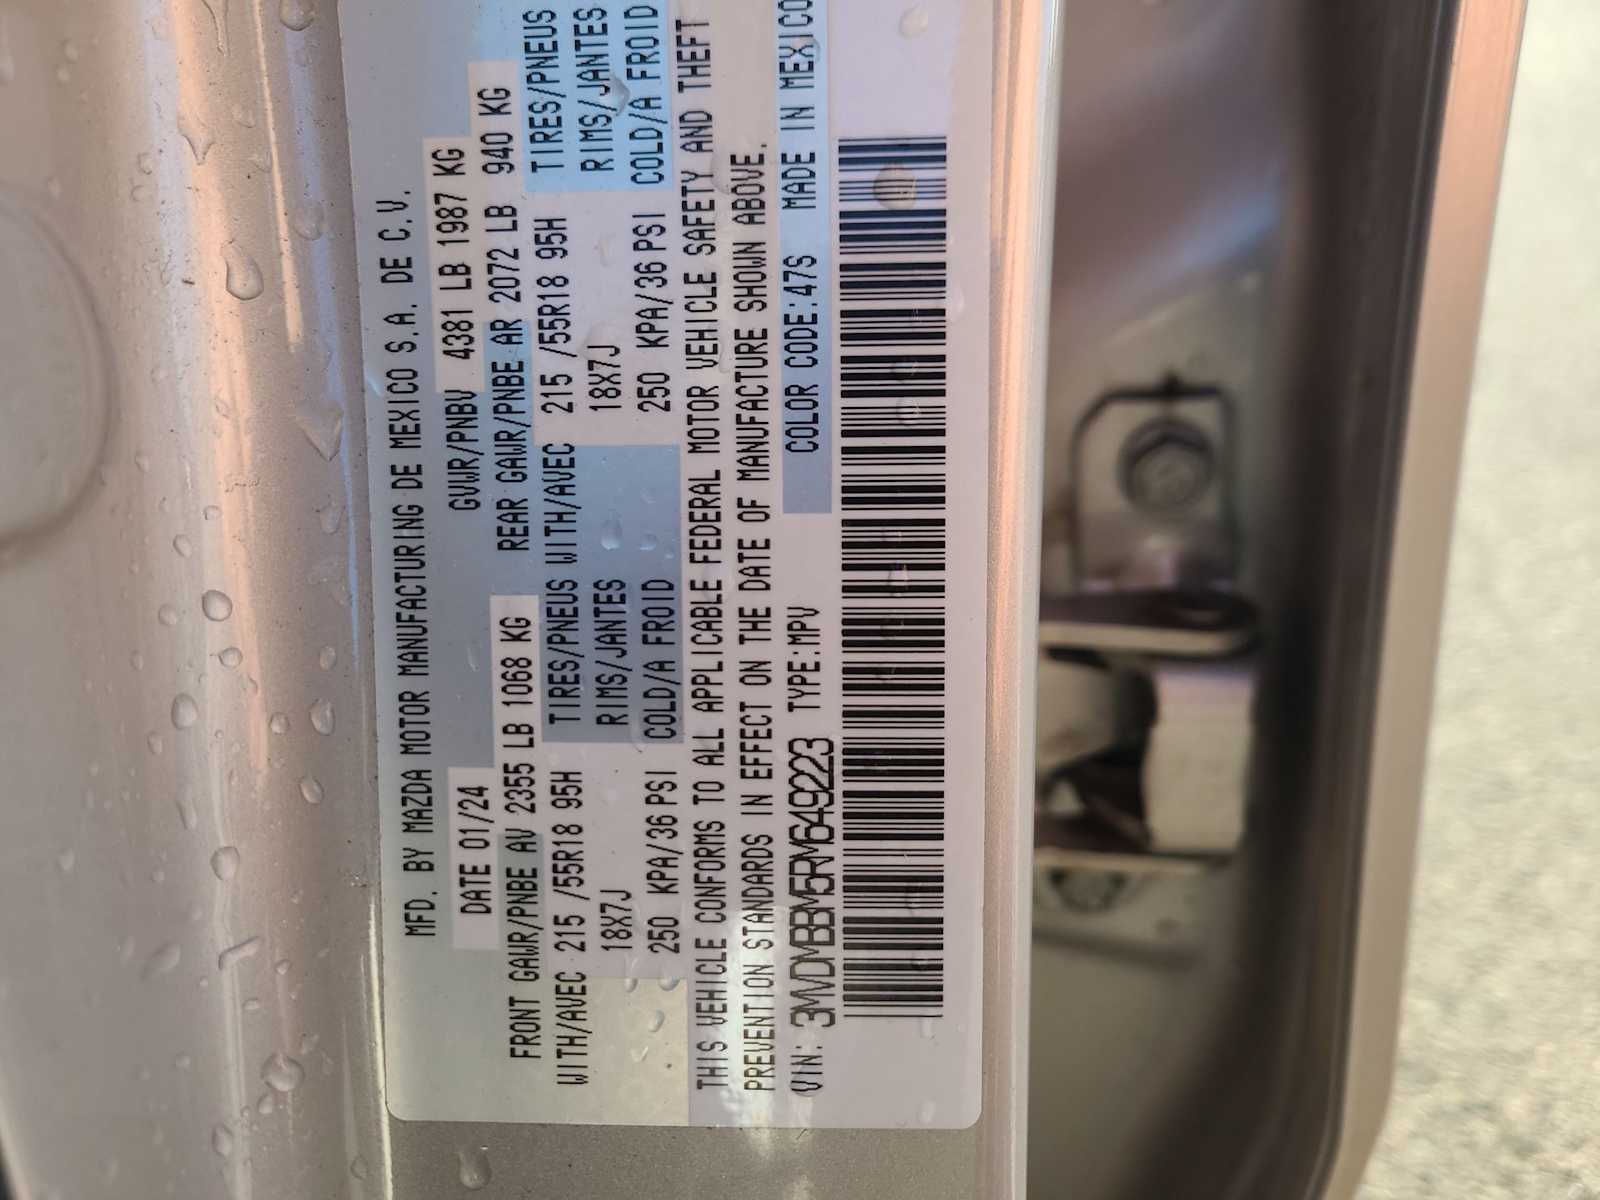 MFD. BY MAZDA MOTOR MANUFACTURING DE MEXICO S.A. DE C.V.
DATE 01/24 GVWR/PNBV 4381 LB 1987 KG
FRONT GAWR/PNBE AV 2355 LB 1068 KG REAR GAWR/PNBE AR 2072 LB 940 KG
WITH/AVEC 215 /55R18 95H TIRES/PNEUS WITH/AVEC 215 /55R18 95H TIRES/PNEUS
18X7J RIMS/JANTES 18X7J RIMS/JANTES
250 KPA/36 PSI COLD/A FROID 250 KPA/36 PSI COLD/A FROID
THIS VEHICLE CONFORMS TO ALL APPLICABLE FEDERAL MOTOR VEHICLE SAFETY AND THEFT
PREVENTION STANDARDS IN EFFECT ON THE DATE OF MANUFACTURE SHOWN ABOVE.
VIN: 3MVDMBBM5RM649223 TYPE:MPV COLOR CODE:47S MADE IN MEXICO